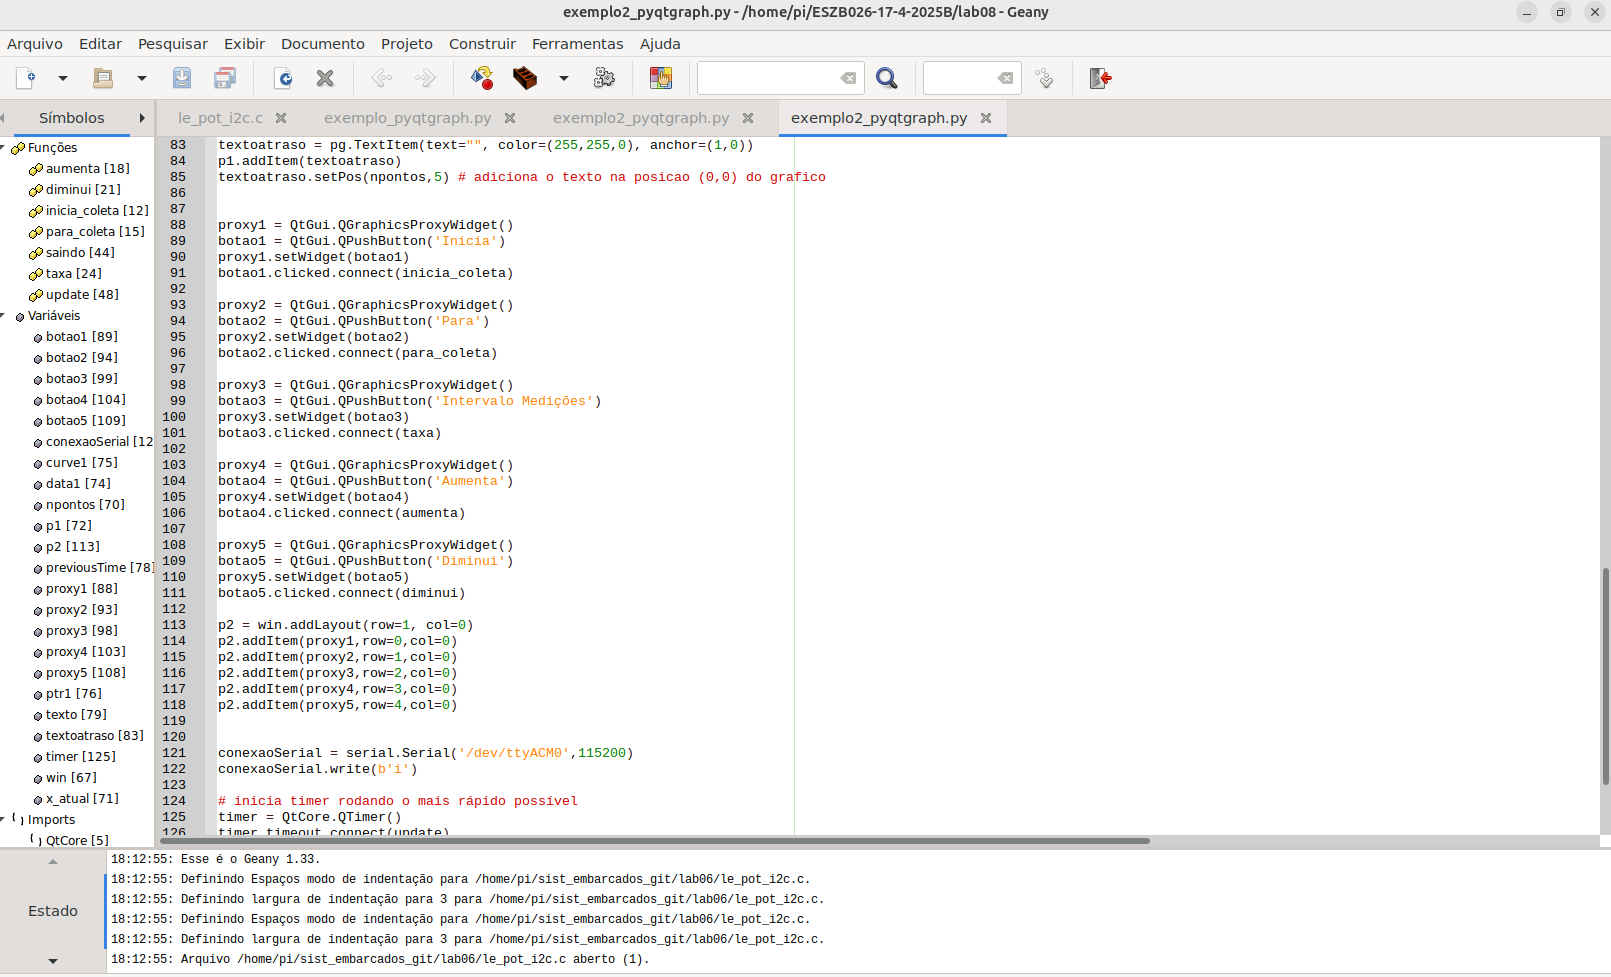 exemplo2_pyqtgraph.py - /home/pi/ESZB026-17-4-2025B/lab08 - Geany
Arquivo Editar Pesquisar Exibir Documento Projeto Construir Ferramentas Ajuda
Símbolos
le_pot_i2c.c
exemplo_pyqtgraph.py
exemplo2_pyqtgraph.py
exemplo2_pyqtgraph.py
Funções
aumenta [18]
diminui [21]
inicia_coleta [12]
para_coleta [15]
saindo [44]
taxa [24]
update [48]
Variáveis
botao1 [89]
botao2 [94]
botao3 [99]
botao4 [104]
botao5 [109]
conexaoSerial [12
curve1 [75]
data1 [74]
npontos [70]
p1 [72]
p2 [113]
previousTime [78]
proxy1 [88]
proxy2 [93]
proxy3 [98]
proxy4 [103]
proxy5 [108]
ptr1 [76]
texto [79]
textoatraso [83]
timer [125]
win [67]
x_atual [71]
Imports
QtCore [5]
83 textoatraso = pg.TextItem(text="", color=(255,255,0), anchor=(1,0))
84 p1.addItem(textoatraso)
85 textoatraso.setPos(npontos,5) # adiciona o texto na posicao (0,0) do grafico
86
87
88 proxy1 = QtGui.QGraphicsProxyWidget()
89 botao1 = QtGui.QPushButton('Inicia')
90 proxy1.setWidget(botao1)
91 botao1.clicked.connect(inicia_coleta)
92
93 proxy2 = QtGui.QGraphicsProxyWidget()
94 botao2 = QtGui.QPushButton('Para')
95 proxy2.setWidget(botao2)
96 botao2.clicked.connect(para_coleta)
97
98 proxy3 = QtGui.QGraphicsProxyWidget()
99 botao3 = QtGui.QPushButton('Intervalo Medições')
100 proxy3.setWidget(botao3)
101 botao3.clicked.connect(taxa)
102
103 proxy4 = QtGui.QGraphicsProxyWidget()
104 botao4 = QtGui.QPushButton('Aumenta')
105 proxy4.setWidget(botao4)
106 botao4.clicked.connect(aumenta)
107
108 proxy5 = QtGui.QGraphicsProxyWidget()
109 botao5 = QtGui.QPushButton('Diminui')
110 proxy5.setWidget(botao5)
111 botao5.clicked.connect(diminui)
112
113 p2 = win.addLayout(row=1, col=0)
114 p2.addItem(proxy1,row=0,col=0)
115 p2.addItem(proxy2,row=1,col=0)
116 p2.addItem(proxy3,row=2,col=0)
117 p2.addItem(proxy4,row=3,col=0)
118 p2.addItem(proxy5,row=4,col=0)
119
120
121 conexaoSerial = serial.Serial('/dev/ttyACM0',115200)
122 conexaoSerial.write(b'i')
123
124 # inicia timer rodando o mais rápido possível
125 timer = QtCore.QTimer()
126 timer.timeout.connect(update)
Estado
18:12:55: Esse é o Geany 1.33.
18:12:55: Definindo Espaços modo de indentação para /home/pi/sist_embarcados_git/lab06/le_pot_i2c.c.
18:12:55: Definindo largura de indentação para 3 para /home/pi/sist_embarcados_git/lab06/le_pot_i2c.c.
18:12:55: Definindo Espaços modo de indentação para /home/pi/sist_embarcados_git/lab06/le_pot_i2c.c.
18:12:55: Definindo largura de indentação para 3 para /home/pi/sist_embarcados_git/lab06/le_pot_i2c.c.
18:12:55: Arquivo /home/pi/sist_embarcados_git/lab06/le_pot_i2c.c aberto (1).